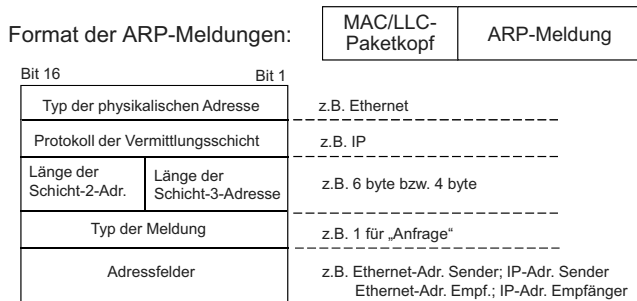 Format der ARP-Meldungen:
MAC/LLC-
Paketkopf
ARP-Meldung
Bit 16
Bit 1
Typ der physikalischen Adresse
z.B. Ethernet
Protokoll der Vermittlungsschicht
z.B. IP
Länge der
Schicht-2-Adr.
Länge der
Schicht-3-Adresse
z.B. 6 byte bzw. 4 byte
Typ der Meldung
z.B. 1 für „Anfrage“
Adressfelder
z.B. Ethernet-Adr. Sender; IP-Adr. Sender
Ethernet-Adr. Empf.; IP-Adr. Empfänger